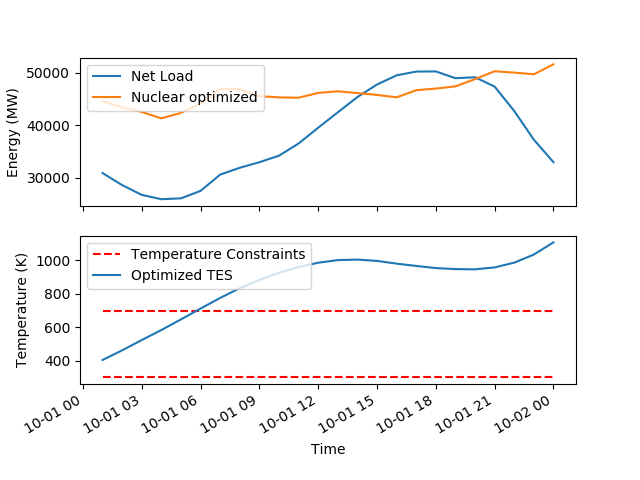 Net Load
Nuclear optimized
Energy (MW)
50000
40000
30000
Temperature Constraints
Optimized TES
Temperature (K)
1000
800
600
400
10-01 00
10-01 03
10-01 06
10-01 09
10-01 12
10-01 15
10-01 18
10-01 21
10-02 00
Time